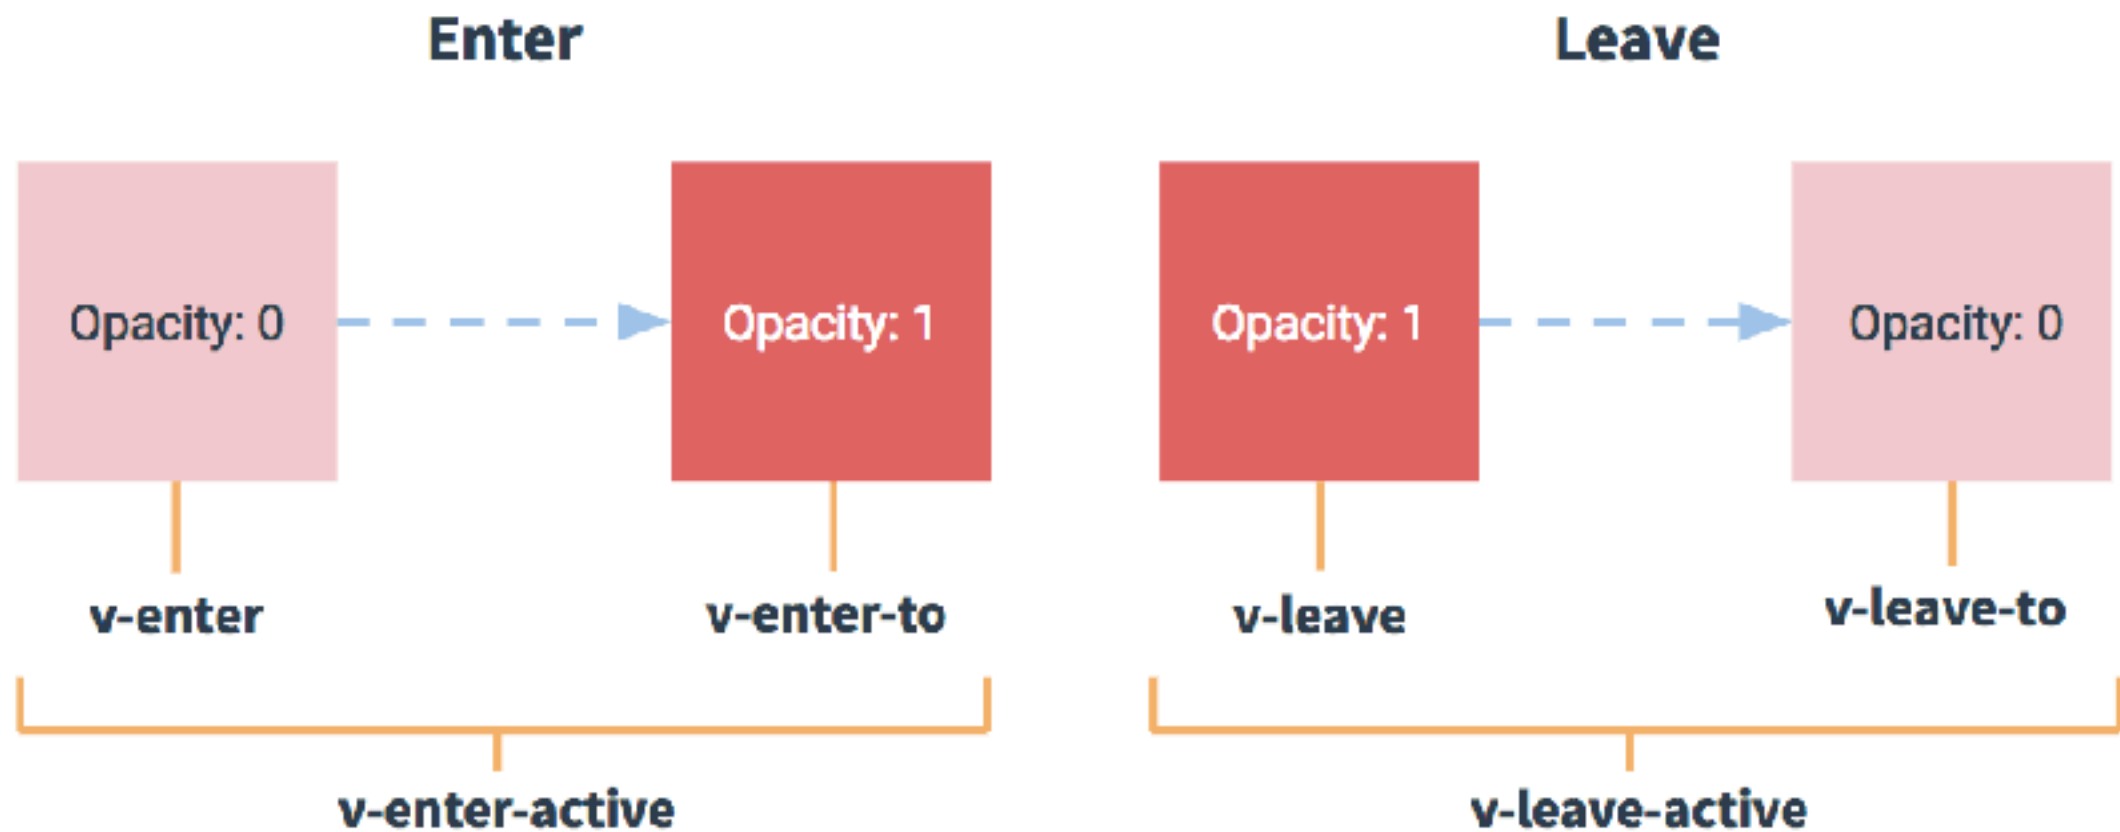 Enter
Leave
Opacity: 0
Opacity: 1
Opacity: 1
Opacity: 0
v-enter
v-enter-to
v-leave
v-leave-to
v-enter-active
v-leave-active